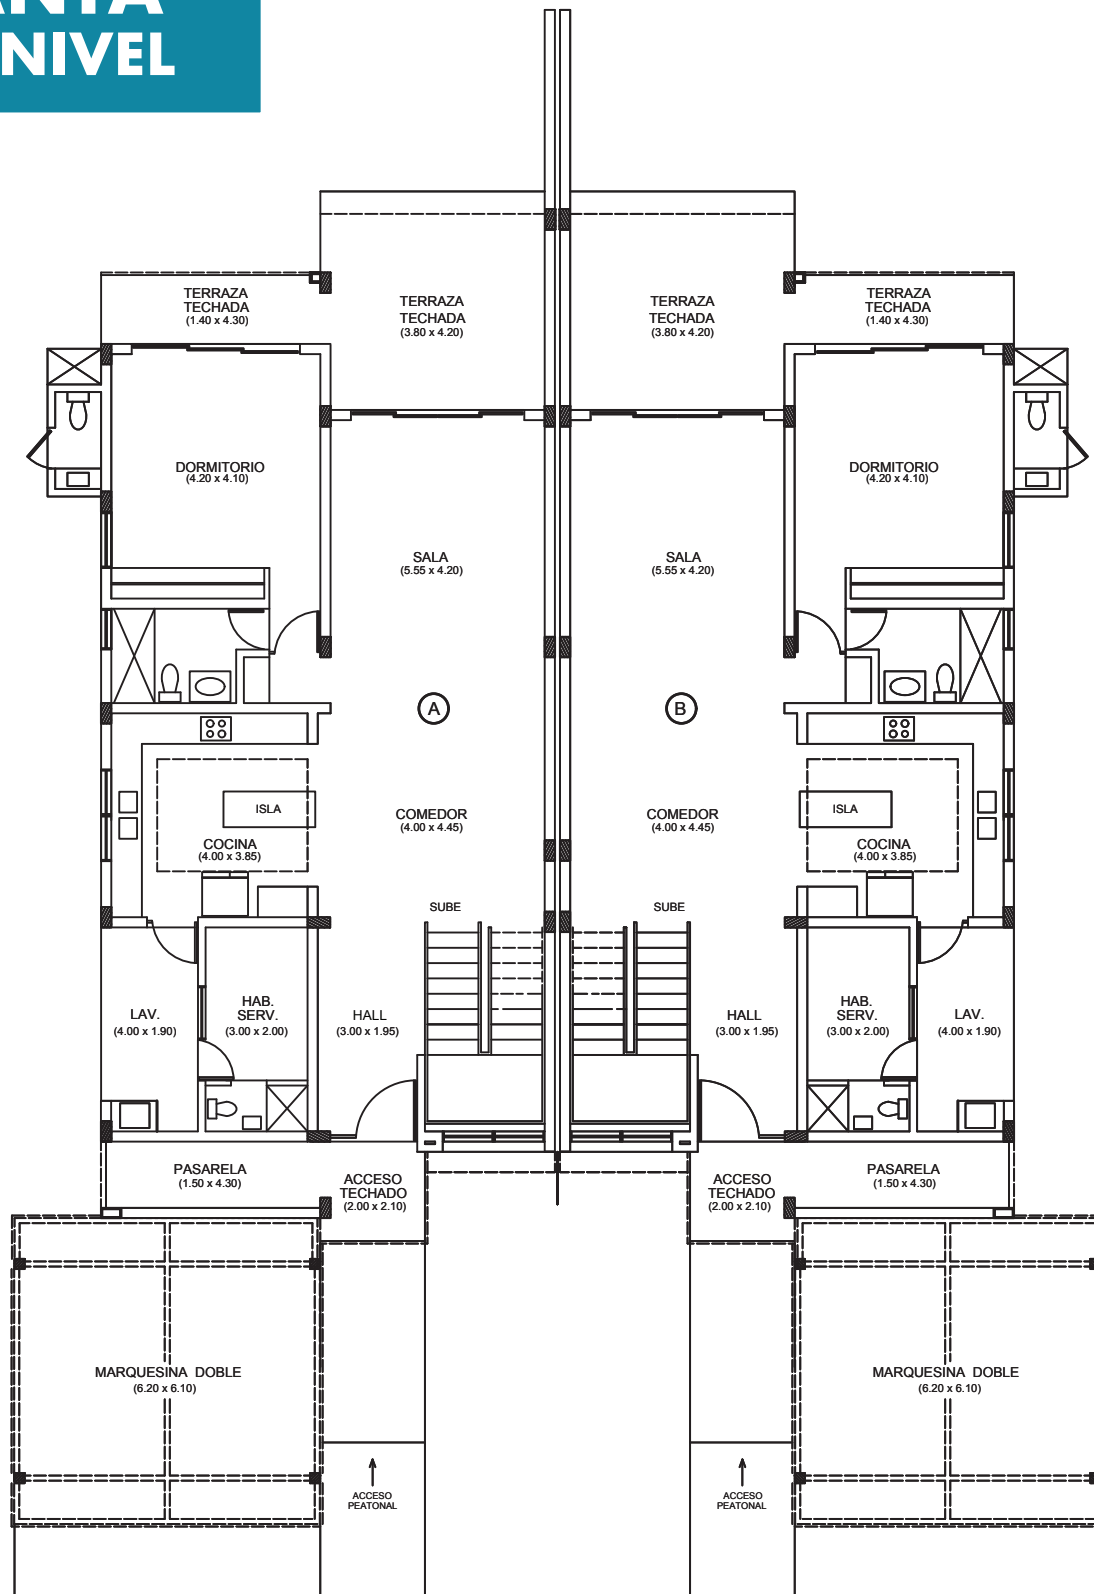 NIVEL
TERRAZA
TECHADA
(1.40 x 4.30)
TERRAZA
TECHADA
(3.80 x 4.20)
TERRAZA
TECHADA
(3.80 x 4.20)
TERRAZA
TECHADA
(1.40 x 4.30)
DORMITORIO
(4.20 x 4.10)
DORMITORIO
(4.20 x 4.10)
SALA
(5.55 x 4.20)
SALA
(5.55 x 4.20)
A
B
ISLA
COMEDOR
(4.00 x 4.45)
COMEDOR
(4.00 x 4.45)
ISLA
COCINA
(4.00 x 3.85)
COCINA
(4.00 x 3.85)
SUBE
SUBE
LAV.
(4.00 x 1.90)
HAB.
SERV.
(3.00 x 2.00)
HALL
(3.00 x 1.95)
HALL
(3.00 x 1.95)
HAB.
SERV.
(3.00 x 2.00)
LAV.
(4.00 x 1.90)
PASARELA
(1.50 x 4.30)
ACCESO
TECHADO
(2.00 x 2.10)
ACCESO
TECHADO
(2.00 x 2.10)
PASARELA
(1.50 x 4.30)
MARQUESINA DOBLE
(6.20 x 6.10)
MARQUESINA DOBLE
(6.20 x 6.10)
ACCESO
PEATONAL
ACCESO
PEATONAL